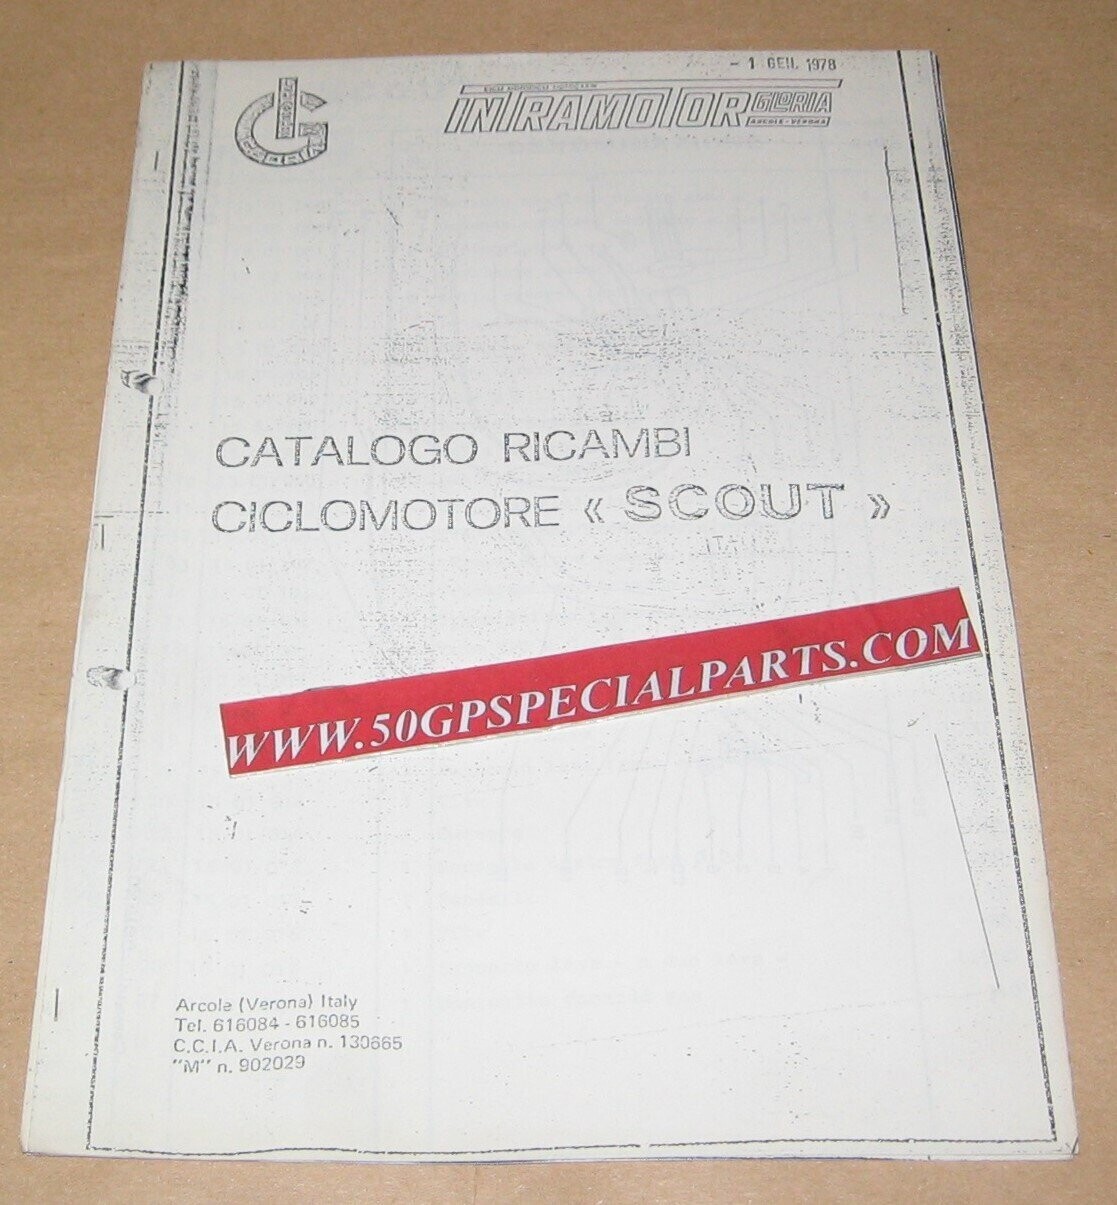 - 1 GEN. 1978
INTRAMOTOR GLORIA
ARCOLE - VERONA
CATALOGO RICAMBI
CICLOMOTORE « SCOUT »
WWW.50GPSPECIALPARTS.COM
Arcole (Verona) Italy
Tel. 616084 - 616085
C.C.I.A. Verona n. 130665
"M" n. 902029